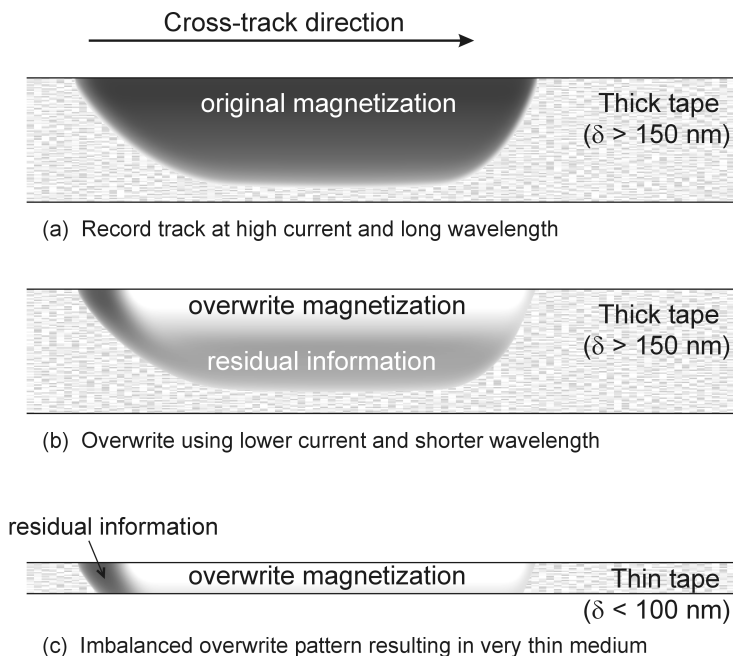 Cross-track direction
original magnetization
Thick tape
(δ > 150 nm)
(a) Record track at high current and long wavelength
overwrite magnetization
Thick tape
residual information
(δ > 150 nm)
(b) Overwrite using lower current and shorter wavelength
residual information
overwrite magnetization
Thin tape
(δ < 100 nm)
(c) Imbalanced overwrite pattern resulting in very thin medium